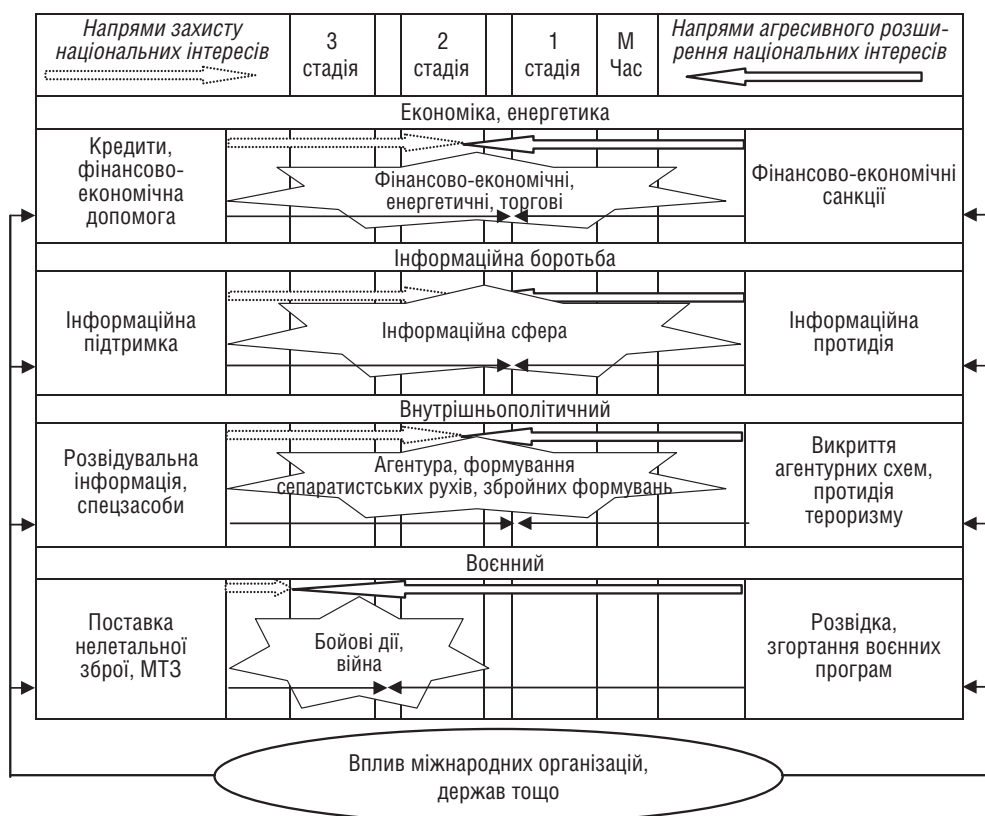 Напрями захисту
національних інтересів
3
стадія
2
стадія
1
стадія
М
Час
Напрями агресивного розши-
рення національних інтересів
Економіка, енергетика
Кредити,
фінансово-
економічна
допомога
Фінансово-економічні,
енергетичні, торгові
Фінансово-економічні
санкції
Інформаційна боротьба
Інформаційна
підтримка
Інформаційна сфера
Інформаційна
протидія
Внутрішньополітичний
Розвідувальна
інформація,
спецзасоби
Агентура, формування
сепаратистських рухів, збройних формувань
Викриття
агентурних схем,
протидія
тероризму
Воєнний
Поставка
нелетальної
зброї, МТЗ
Бойові дії,
війна
Розвідка,
згортання воєнних
програм
Вплив міжнародних організацій,
держав тощо